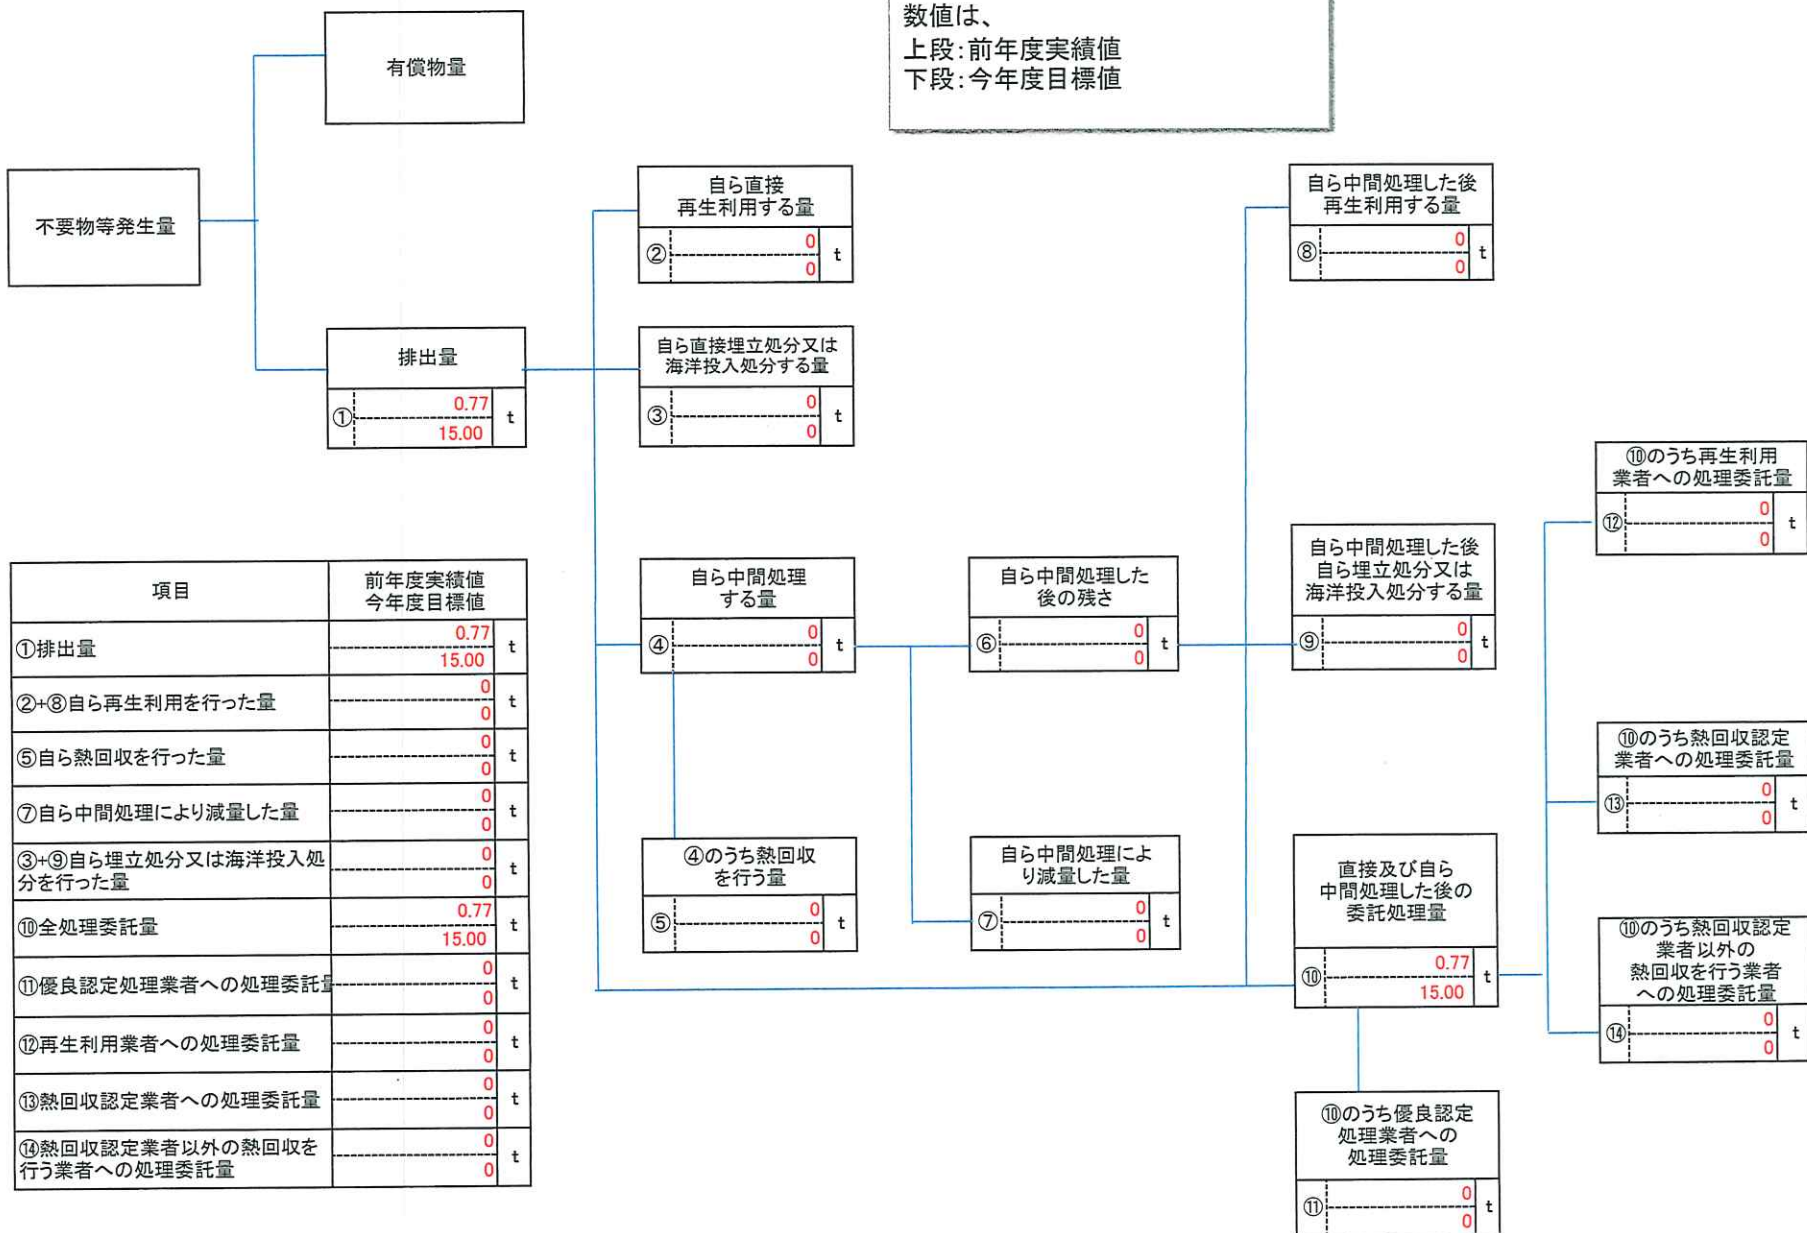 数値は、
上段:前年度実績値
下段:今年度目標値
有償物量
不要物等発生量
排出量
① 0.77 t
15.00
自ら直接
再生利用する量
② 0 t
0
自ら直接埋立処分又は
海洋投入処分する量
③ 0 t
0
自ら中間処理
する量
④ 0 t
0
④のうち熱回収
を行う量
⑤ 0 t
0
自ら中間処理した
後の残さ
⑥ 0 t
0
自ら中間処理によ
り減量した量
⑦ 0 t
0
自ら中間処理した後
再生利用する量
⑧ 0 t
0
自ら中間処理した後
自ら埋立処分又は
海洋投入処分する量
⑨ 0 t
0
直接及び自ら
中間処理した後の
委託処理量
⑩ 0.77 t
15.00
⑩のうち優良認定
処理業者への
処理委託量
⑪ 0 t
0
⑩のうち再生利用
業者への処理委託量
⑫ 0 t
0
⑩のうち熱回収認定
業者への処理委託量
⑬ 0 t
0
⑩のうち熱回収認定
業者以外の
熱回収を行う業者
への処理委託量
⑭ 0 t
0
項目 前年度実績値
今年度目標値
①排出量 0.77 t
15.00
②+⑧自ら再生利用を行った量 0 t
0
⑤自ら熱回収を行った量 0 t
0
⑦自ら中間処理により減量した量 0 t
0
③+⑨自ら埋立処分又は海洋投入処 0 t
分を行った量 0
⑩全処理委託量 0.77 t
15.00
⑪優良認定処理業者への処理委託量 0 t
0
⑫再生利用業者への処理委託量 0 t
0
⑬熱回収認定業者への処理委託量 0 t
0
⑭熱回収認定業者以外の熱回収を 0 t
行う業者への処理委託量 0